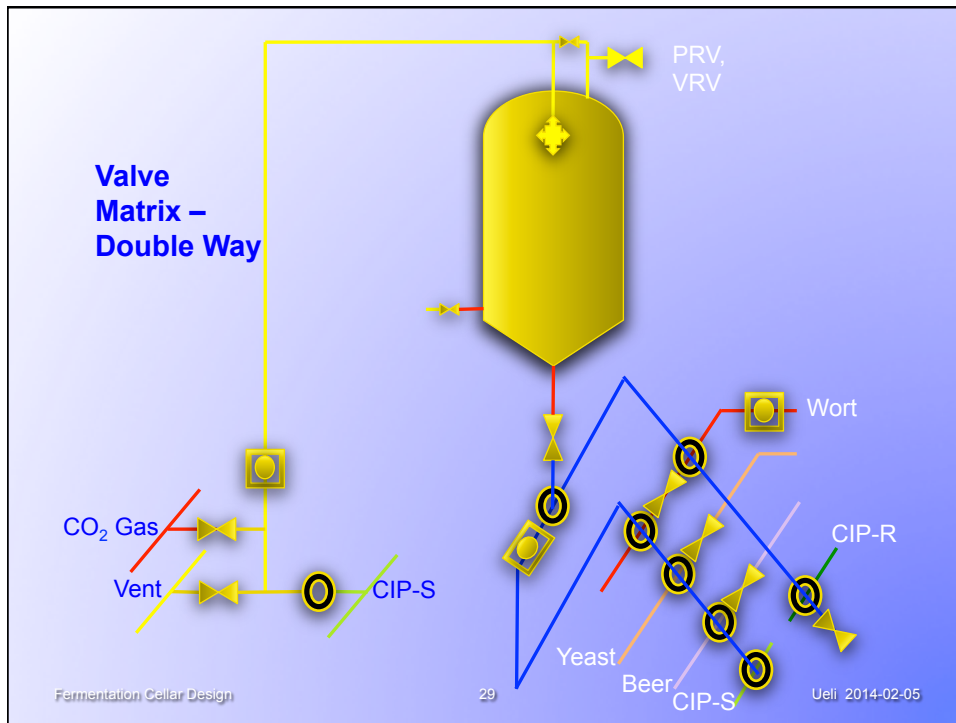 PRV,
VRV
Valve
Matrix –
Double Way
Wort
CO₂ Gas
CIP-R
Vent
CIP-S
Yeast
Beer
CIP-S
Fermentation Cellar Design
29
Ueli 2014-02-05